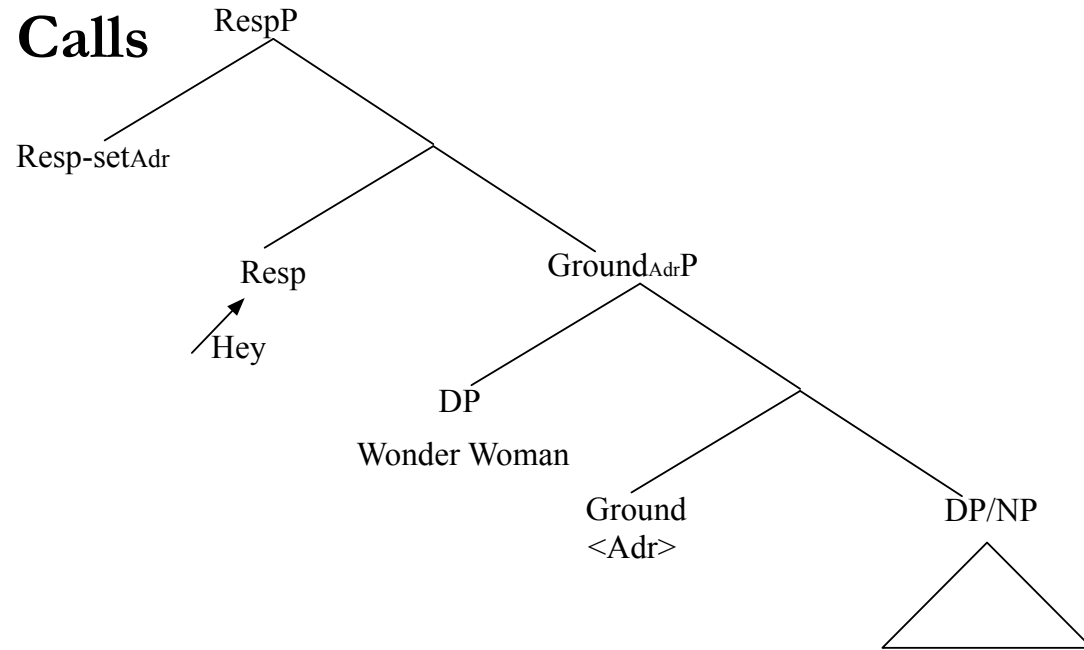 Calls
RespP
Resp-setAdr
Resp
GroundAdrP
Hey
DP
Wonder Woman
Ground
<Adr>
DP/NP